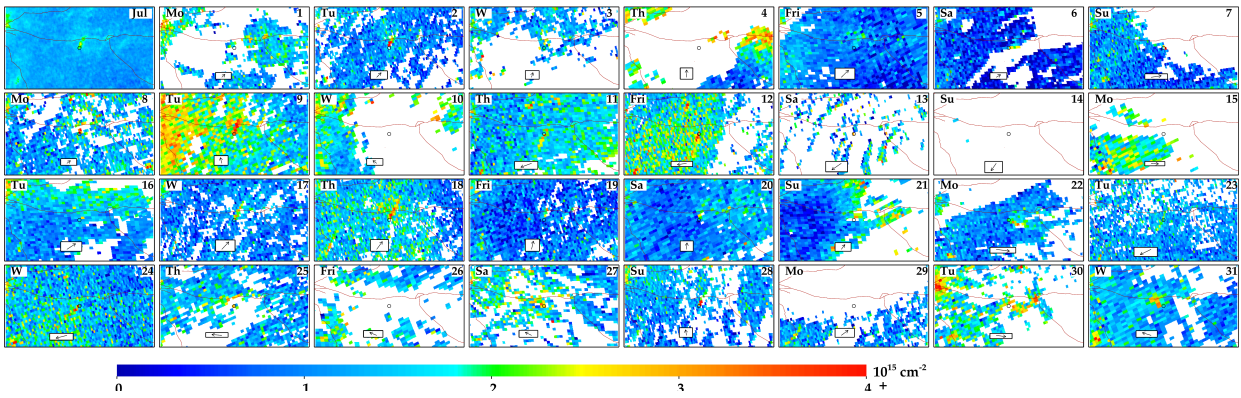 Jul Mo 1 Tu 2 W 3 Th 4 Fri 5 Sa 6 Su 7
Mo 8 Tu 9 W 10 Th 11 Fri 12 Sa 13 Su 14 Mo 15
Tu 16 W 17 Th 18 Fri 19 Sa 20 Su 21 Mo 22 Tu 23
W 24 Th 25 Fri 26 Sa 27 Su 28 Mo 29 Tu 30 W 31
0 1 2 3 4+ 10¹⁵ cm⁻²